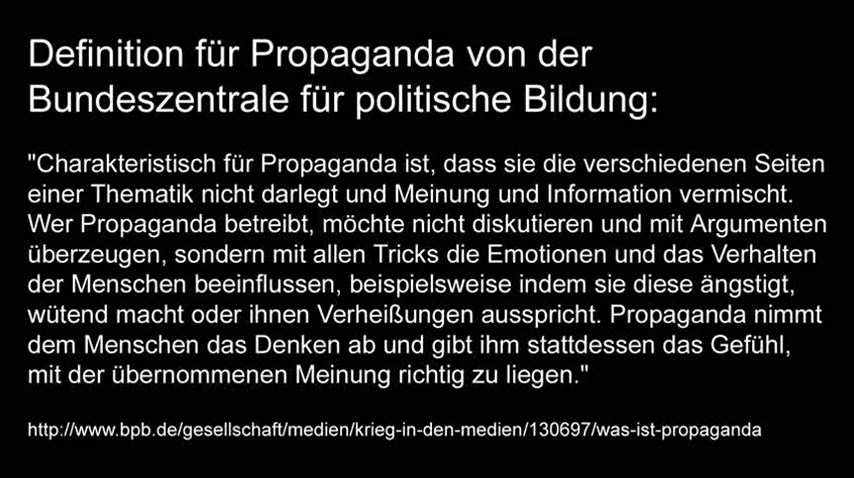 Definition für Propaganda von der
Bundeszentrale für politische Bildung:
"Charakteristisch für Propaganda ist, dass sie die verschiedenen Seiten
einer Thematik nicht darlegt und Meinung und Information vermischt.
Wer Propaganda betreibt, möchte nicht diskutieren und mit Argumenten
überzeugen, sondern mit allen Tricks die Emotionen und das Verhalten
der Menschen beeinflussen, beispielsweise indem sie diese ängstigt,
wütend macht oder ihnen Verheißungen ausspricht. Propaganda nimmt
dem Menschen das Denken ab und gibt ihm stattdessen das Gefühl,
mit der übernommenen Meinung richtig zu liegen."
http://www.bpb.de/gesellschaft/medien/krieg-in-den-medien/130697/was-ist-propaganda